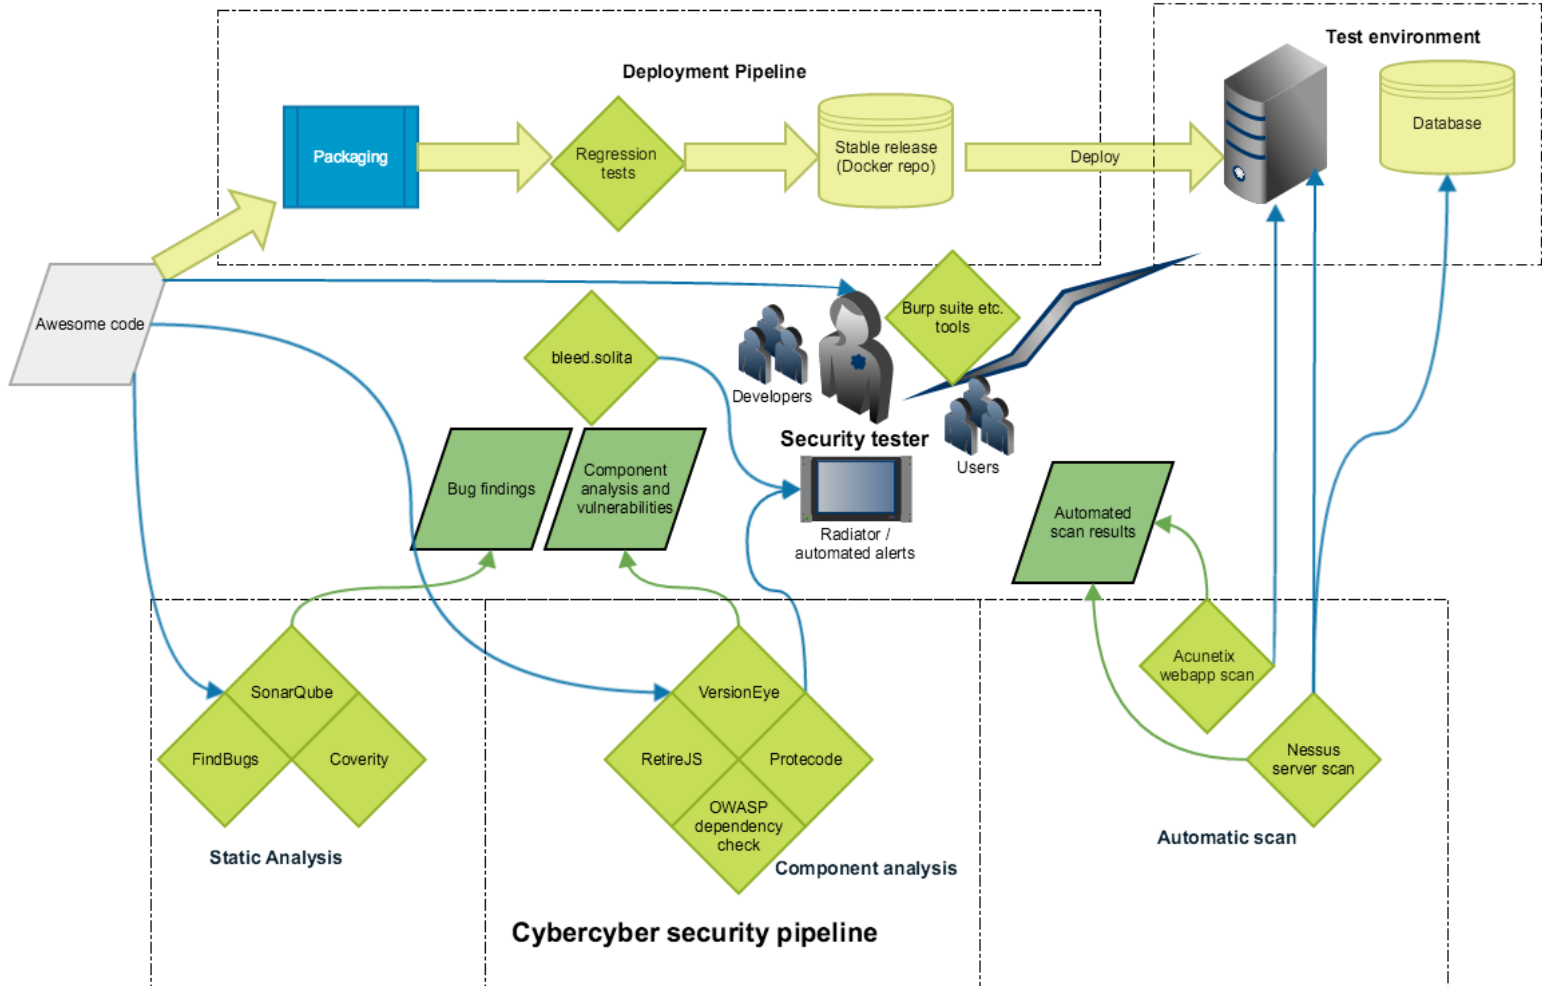 Test environment
Deployment Pipeline
Packaging
Regression
tests
Stable release
(Docker repo)
Deploy
Database
Awesome code
Burp suite etc.
tools
bleed.solita
Developers
Security tester
Users
Bug findings
Component
analysis and
vulnerabilities
Radiator /
automated alerts
Automated
scan results
SonarQube
FindBugs
Coverity
Static Analysis
VersionEye
RetireJS
Protecode
OWASP
dependency
check
Component analysis
Acunetix
webapp scan
Nessus
server scan
Automatic scan
Cybercyber security pipeline